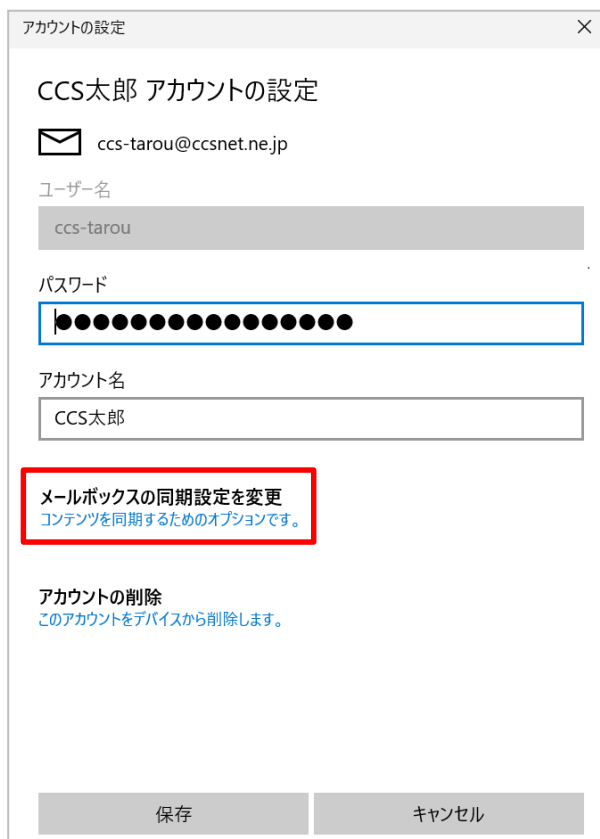 アカウントの設定
CCS太郎 アカウントの設定
ccs-tarou@ccsnet.ne.jp
ユーザー名
ccs-tarou
パスワード
●●●●●●●●●●●●●●●●
アカウント名
CCS太郎
メールボックスの同期設定を変更
コンテンツを同期するためのオプションです。
アカウントの削除
このアカウントをデバイスから削除します。
保存
キャンセル